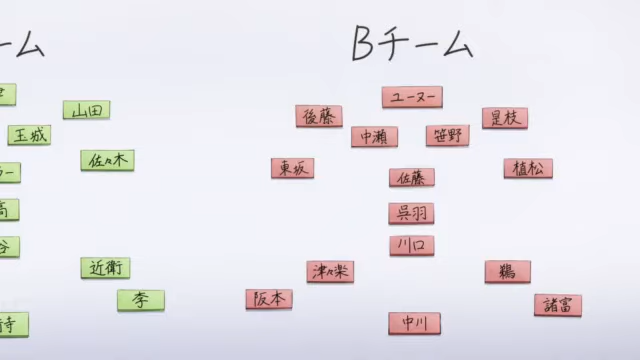 ーム
Bチーム
山田
玉城
佐々木
近衛
李
ユーヌー
後藤
是枝
中瀬
笹野
東坂
植松
佐藤
呉羽
川口
津々楽
鵜
阪本
諸富
中川